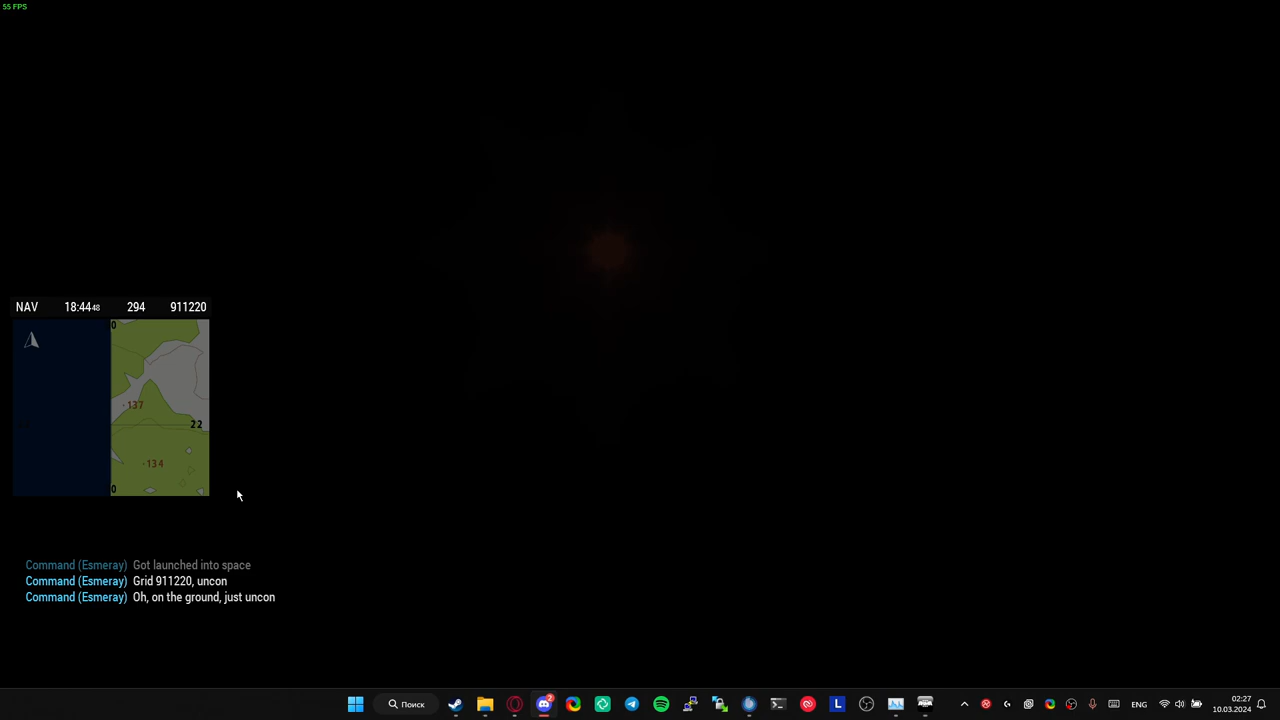 55 FPS
NAV 18:44 48 294 911220
0
137
22
134
0
Command (Esmeray) Got launched into space
Command (Esmeray) Grid 911220, uncon
Command (Esmeray) Oh, on the ground, just uncon
Поиск
2
L
ENG
02:27
10.03.2024